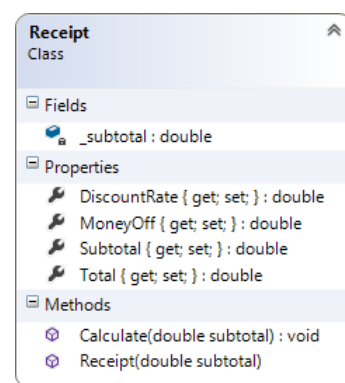 Receipt
Class
Fields
_subtotal : double
Properties
DiscountRate { get; set; } : double
MoneyOff { get; set; } : double
Subtotal { get; set; } : double
Total { get; set; } : double
Methods
Calculate(double subtotal) : void
Receipt(double subtotal)